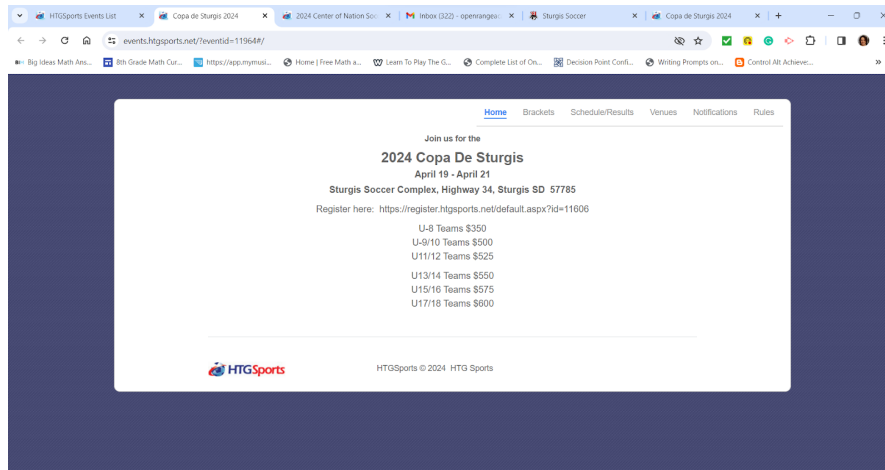 HTGSports Events List
Copa de Sturgis 2024
2024 Center of Nation Soc
Inbox (322) - openrangea
Sturgis Soccer
Copa de Sturgis 2024
events.htgsports.net/?eventid=11964#/
Big Ideas Math Ans...
8th Grade Math Cur...
https://app.mymusi...
Home | Free Math a...
Learn To Play The G...
Complete List of On...
Decision Point Confi...
Writing Prompts on...
Control Alt Achieve:...
Home Brackets Schedule/Results Venues Notifications Rules
Join us for the
2024 Copa De Sturgis
April 19 - April 21
Sturgis Soccer Complex, Highway 34, Sturgis SD 57785
Register here: https://register.htgsports.net/default.aspx?id=11606
U-8 Teams $350
U-9/10 Teams $500
U11/12 Teams $525
U13/14 Teams $550
U15/16 Teams $575
U17/18 Teams $600
HTGSports
HTGSports © 2024 HTG Sports